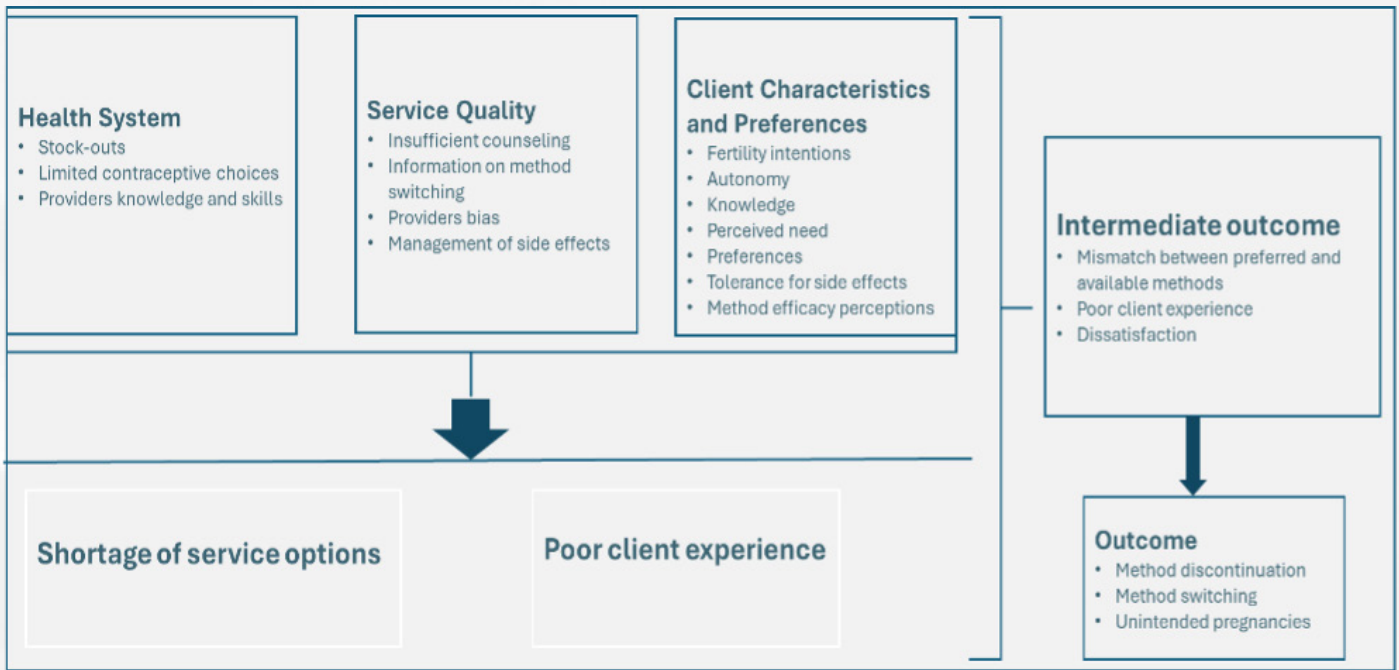 Health System
• Stock-outs
• Limited contraceptive choices
• Providers knowledge and skills
Service Quality
• Insufficient counseling
• Information on method
switching
• Providers bias
• Management of side effects
Client Characteristics
and Preferences
• Fertility intentions
• Autonomy
• Knowledge
• Perceived need
• Preferences
• Tolerance for side effects
• Method efficacy perceptions
Shortage of service options
Poor client experience
Intermediate outcome
• Mismatch between preferred and
available methods
• Poor client experience
• Dissatisfaction
Outcome
• Method discontinuation
• Method switching
• Unintended pregnancies